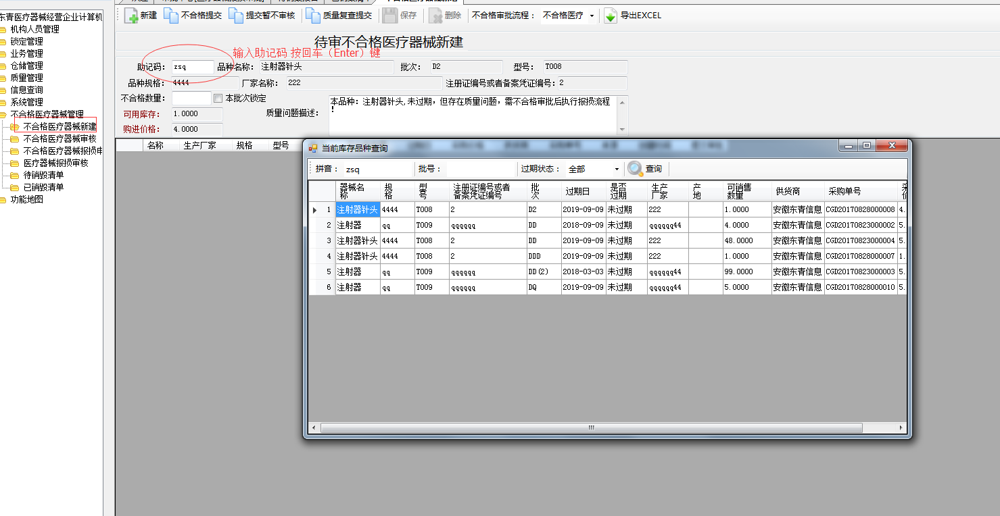 新建 不合格提交 提交暂不审核 质量复查提交 保存 删除 不合格审批流程： 不合格医疗 导出EXCEL
东青医疗器械经营企业计算机
机构人员管理
锁定管理
业务管理
仓储管理
质量管理
信息查询
系统管理
不合格医疗器械管理
不合格医疗器械新建
不合格医疗器械审核
不合格医疗器械报损申
医疗器械报损审核
待销毁清单
已销毁清单
功能地图
待审不合格医疗器械新建
输入助记码 按回车（Enter）键
助记码： zsq 品种名称： 注射器针头 批次： D2 型号： T008
品种规格： 4444 厂家名称： 222 注册证编号或者备案凭证编号： 2
不合格数量： 本批次锁定
可用库存： 1.0000 质量问题描述： 本品种：注射器针头,未过期，但存在质量问题，需不合格审批后执行报损流程
！
购进价格： 4.0000
名称 生产厂家 规格 型号
当前库存品种查询
拼音： zsq 批号： 过期状态： 全部 查询
器械名称 规格 型号 注册证编号或者备案凭证编号 批次 过期日 是否过期 生产厂家 产地 可销售数量 供货商 采购单号
1 注射器针头 4444 T008 2 D2 2019-09-09 未过期 222 1.0000 安徽东青信息 CGD20170828000008 4.
2 注射器 qq T009 qqqqqq DD 2018-09-09 未过期 qqqqqq44 4.0000 安徽东青信息 CGD20170823000002 5.
3 注射器针头 4444 T008 2 DD 2019-09-09 未过期 222 48.0000 安徽东青信息 CGD20170823000004 5.
4 注射器针头 4444 T008 2 DDD 2019-09-09 未过期 222 1.0000 安徽东青信息 CGD20170828000007 1.
5 注射器 qq T009 qqqqqq DD(2) 2018-03-03 未过期 qqqqqq44 99.0000 安徽东青信息 CGD20170823000003 5.
6 注射器 qq T009 qqqqqq DQ 2019-09-09 未过期 qqqqqq44 5.0000 安徽东青信息 CGD20170828000010 5.